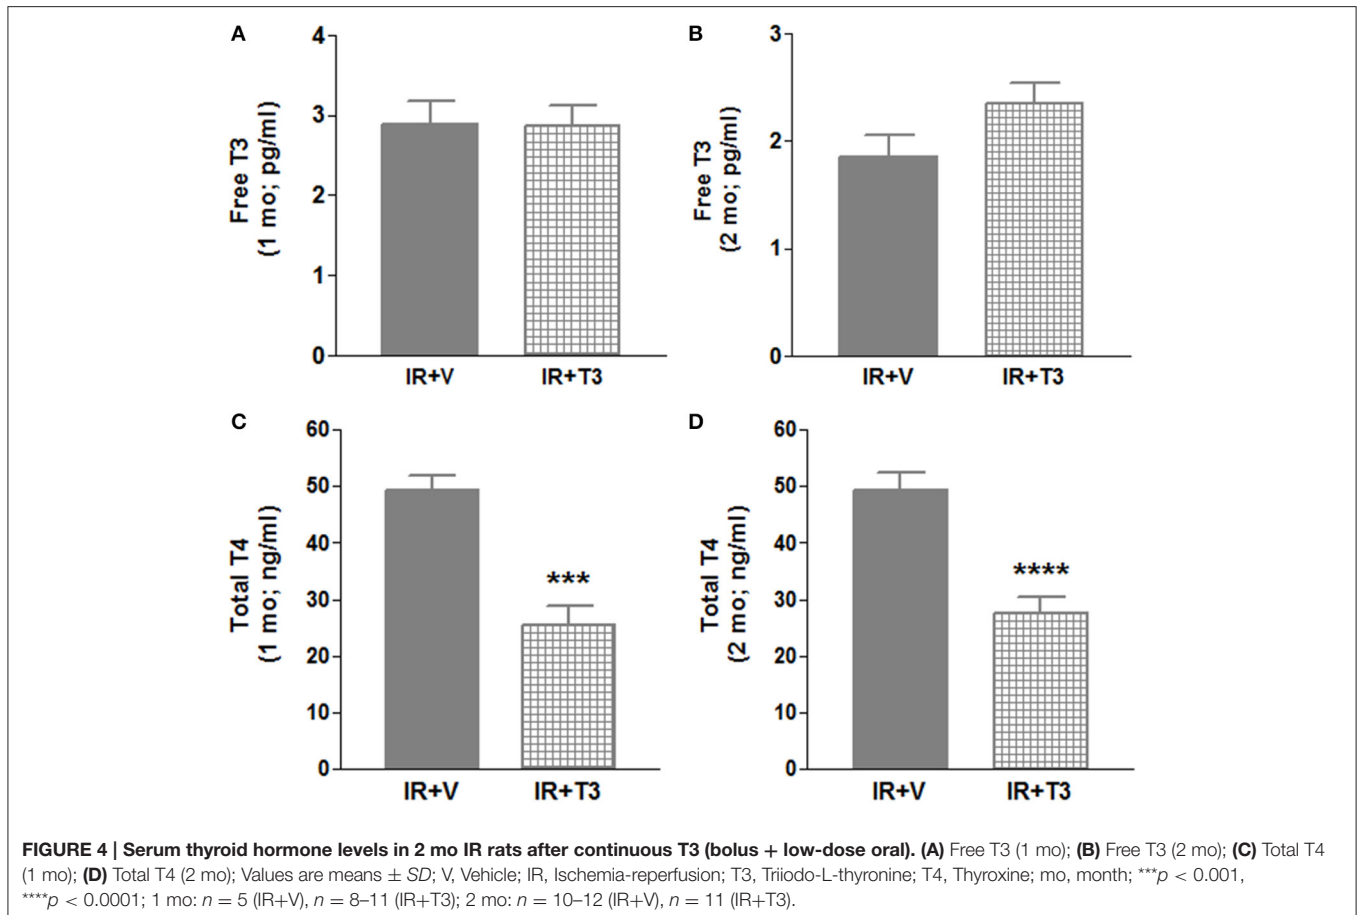 A
Free T3
(1 mo; pg/ml)
4
3
2
1
0
IR+V IR+T3
B
Free T3
(2 mo; pg/ml)
3
2
1
0
IR+V IR+T3
C
Total T4
(1 mo; ng/ml)
60
50
40
30
20
10
0
***
IR+V IR+T3
D
Total T4
(2 mo; ng/ml)
60
50
40
30
20
10
0
****
IR+V IR+T3
FIGURE 4 | Serum thyroid hormone levels in 2 mo IR rats after continuous T3 (bolus + low-dose oral). (A) Free T3 (1 mo); (B) Free T3 (2 mo); (C) Total T4
(1 mo); (D) Total T4 (2 mo); Values are means ± SD; V, Vehicle; IR, Ischemia-reperfusion; T3, Triiodo-L-thyronine; T4, Thyroxine; mo, month; ***p < 0.001,
****p < 0.0001; 1 mo: n = 5 (IR+V), n = 8–11 (IR+T3); 2 mo: n = 10–12 (IR+V), n = 11 (IR+T3).